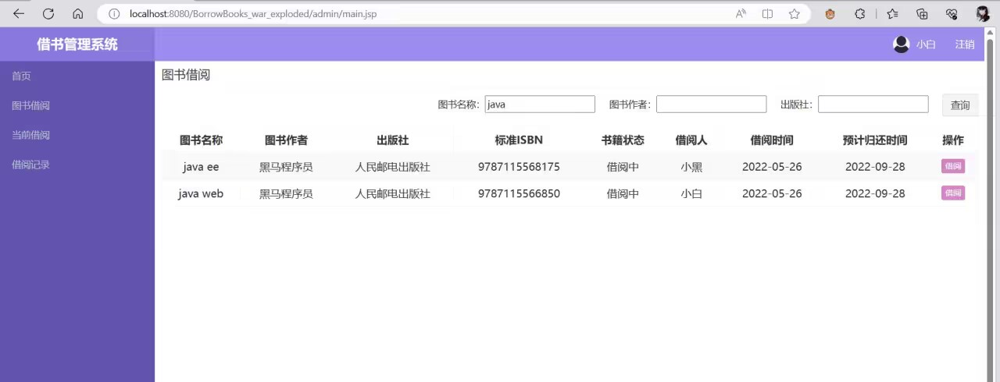 localhost:8080/BorrowBooks_war_exploded/admin/main.jsp
借书管理系统 小白 注销
首页
图书借阅
当前借阅
借阅记录
图书借阅
图书名称: java 图书作者: 出版社: 查询
图书名称 图书作者 出版社 标准ISBN 书籍状态 借阅人 借阅时间 预计归还时间 操作
java ee 黑马程序员 人民邮电出版社 9787115568175 借阅中 小黑 2022-05-26 2022-09-28 借阅
java web 黑马程序员 人民邮电出版社 9787115566850 借阅中 小白 2022-05-26 2022-09-28 借阅